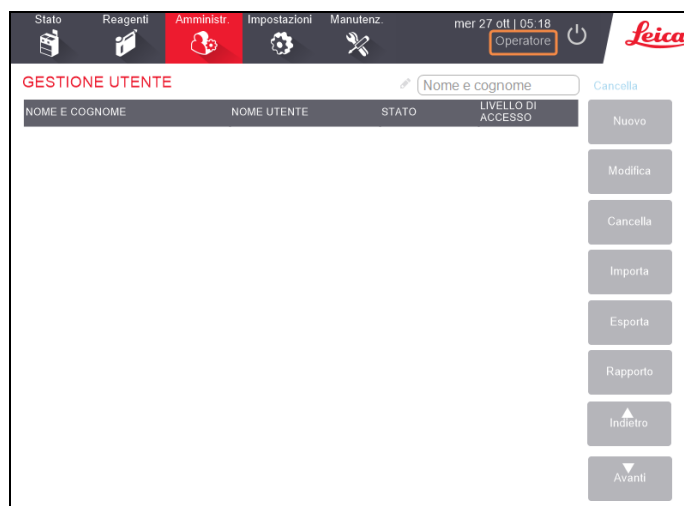 Stato Reagenti Amministr. Impostazioni Manutenz. mer 27 ott | 05:18
Operatore
Leica
GESTIONE UTENTE Nome e cognome Cancella
NOME E COGNOME NOME UTENTE STATO LIVELLO DI
ACCESSO
Nuovo
Modifica
Cancella
Importa
Esporta
Rapporto
Indietro
Avanti